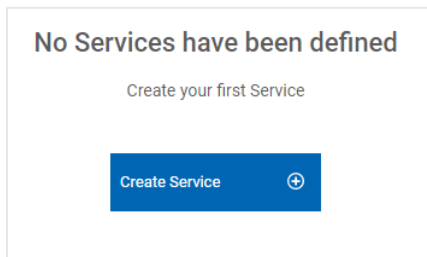 No Services have been defined
Create your first Service
Create Service